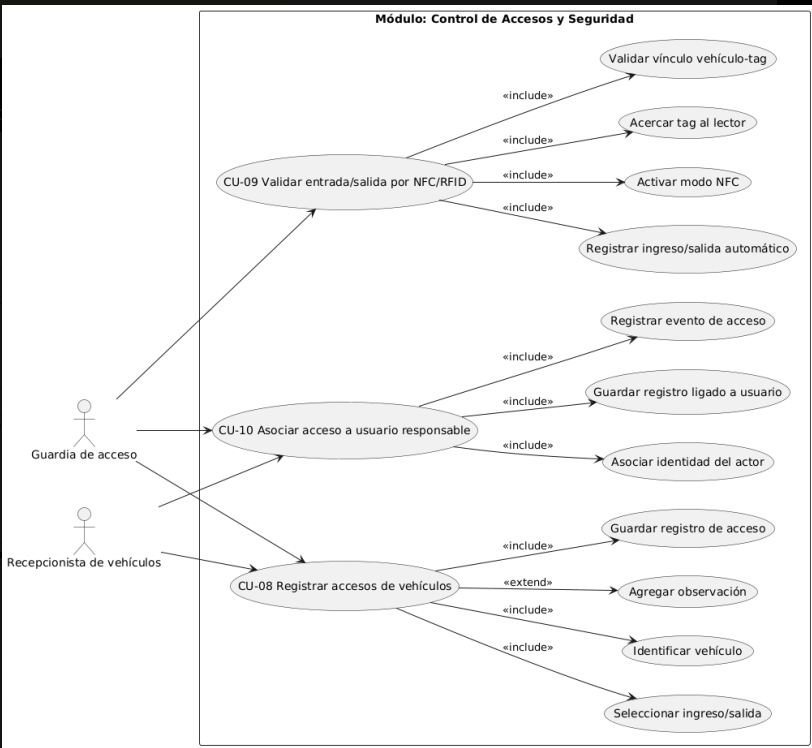 Módulo: Control de Accesos y Seguridad
Validar vínculo vehículo-tag
«include»
Acercar tag al lector
«include»
CU-09 Validar entrada/salida por NFC/RFID
«include»
Activar modo NFC
«include»
Registrar ingreso/salida automático
Registrar evento de acceso
«include»
Guardar registro ligado a usuario
«include»
Guardia de acceso
CU-10 Asociar acceso a usuario responsable
«include»
Asociar identidad del actor
Recepcionista de vehículos
Guardar registro de acceso
«include»
CU-08 Registrar accesos de vehículos
«extend»
Agregar observación
«include»
Identificar vehículo
«include»
Seleccionar ingreso/salida